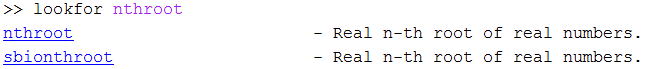 >> lookfor nthroot
nthroot - Real n-th root of real numbers.
sbionthroot - Real n-th root of real numbers.